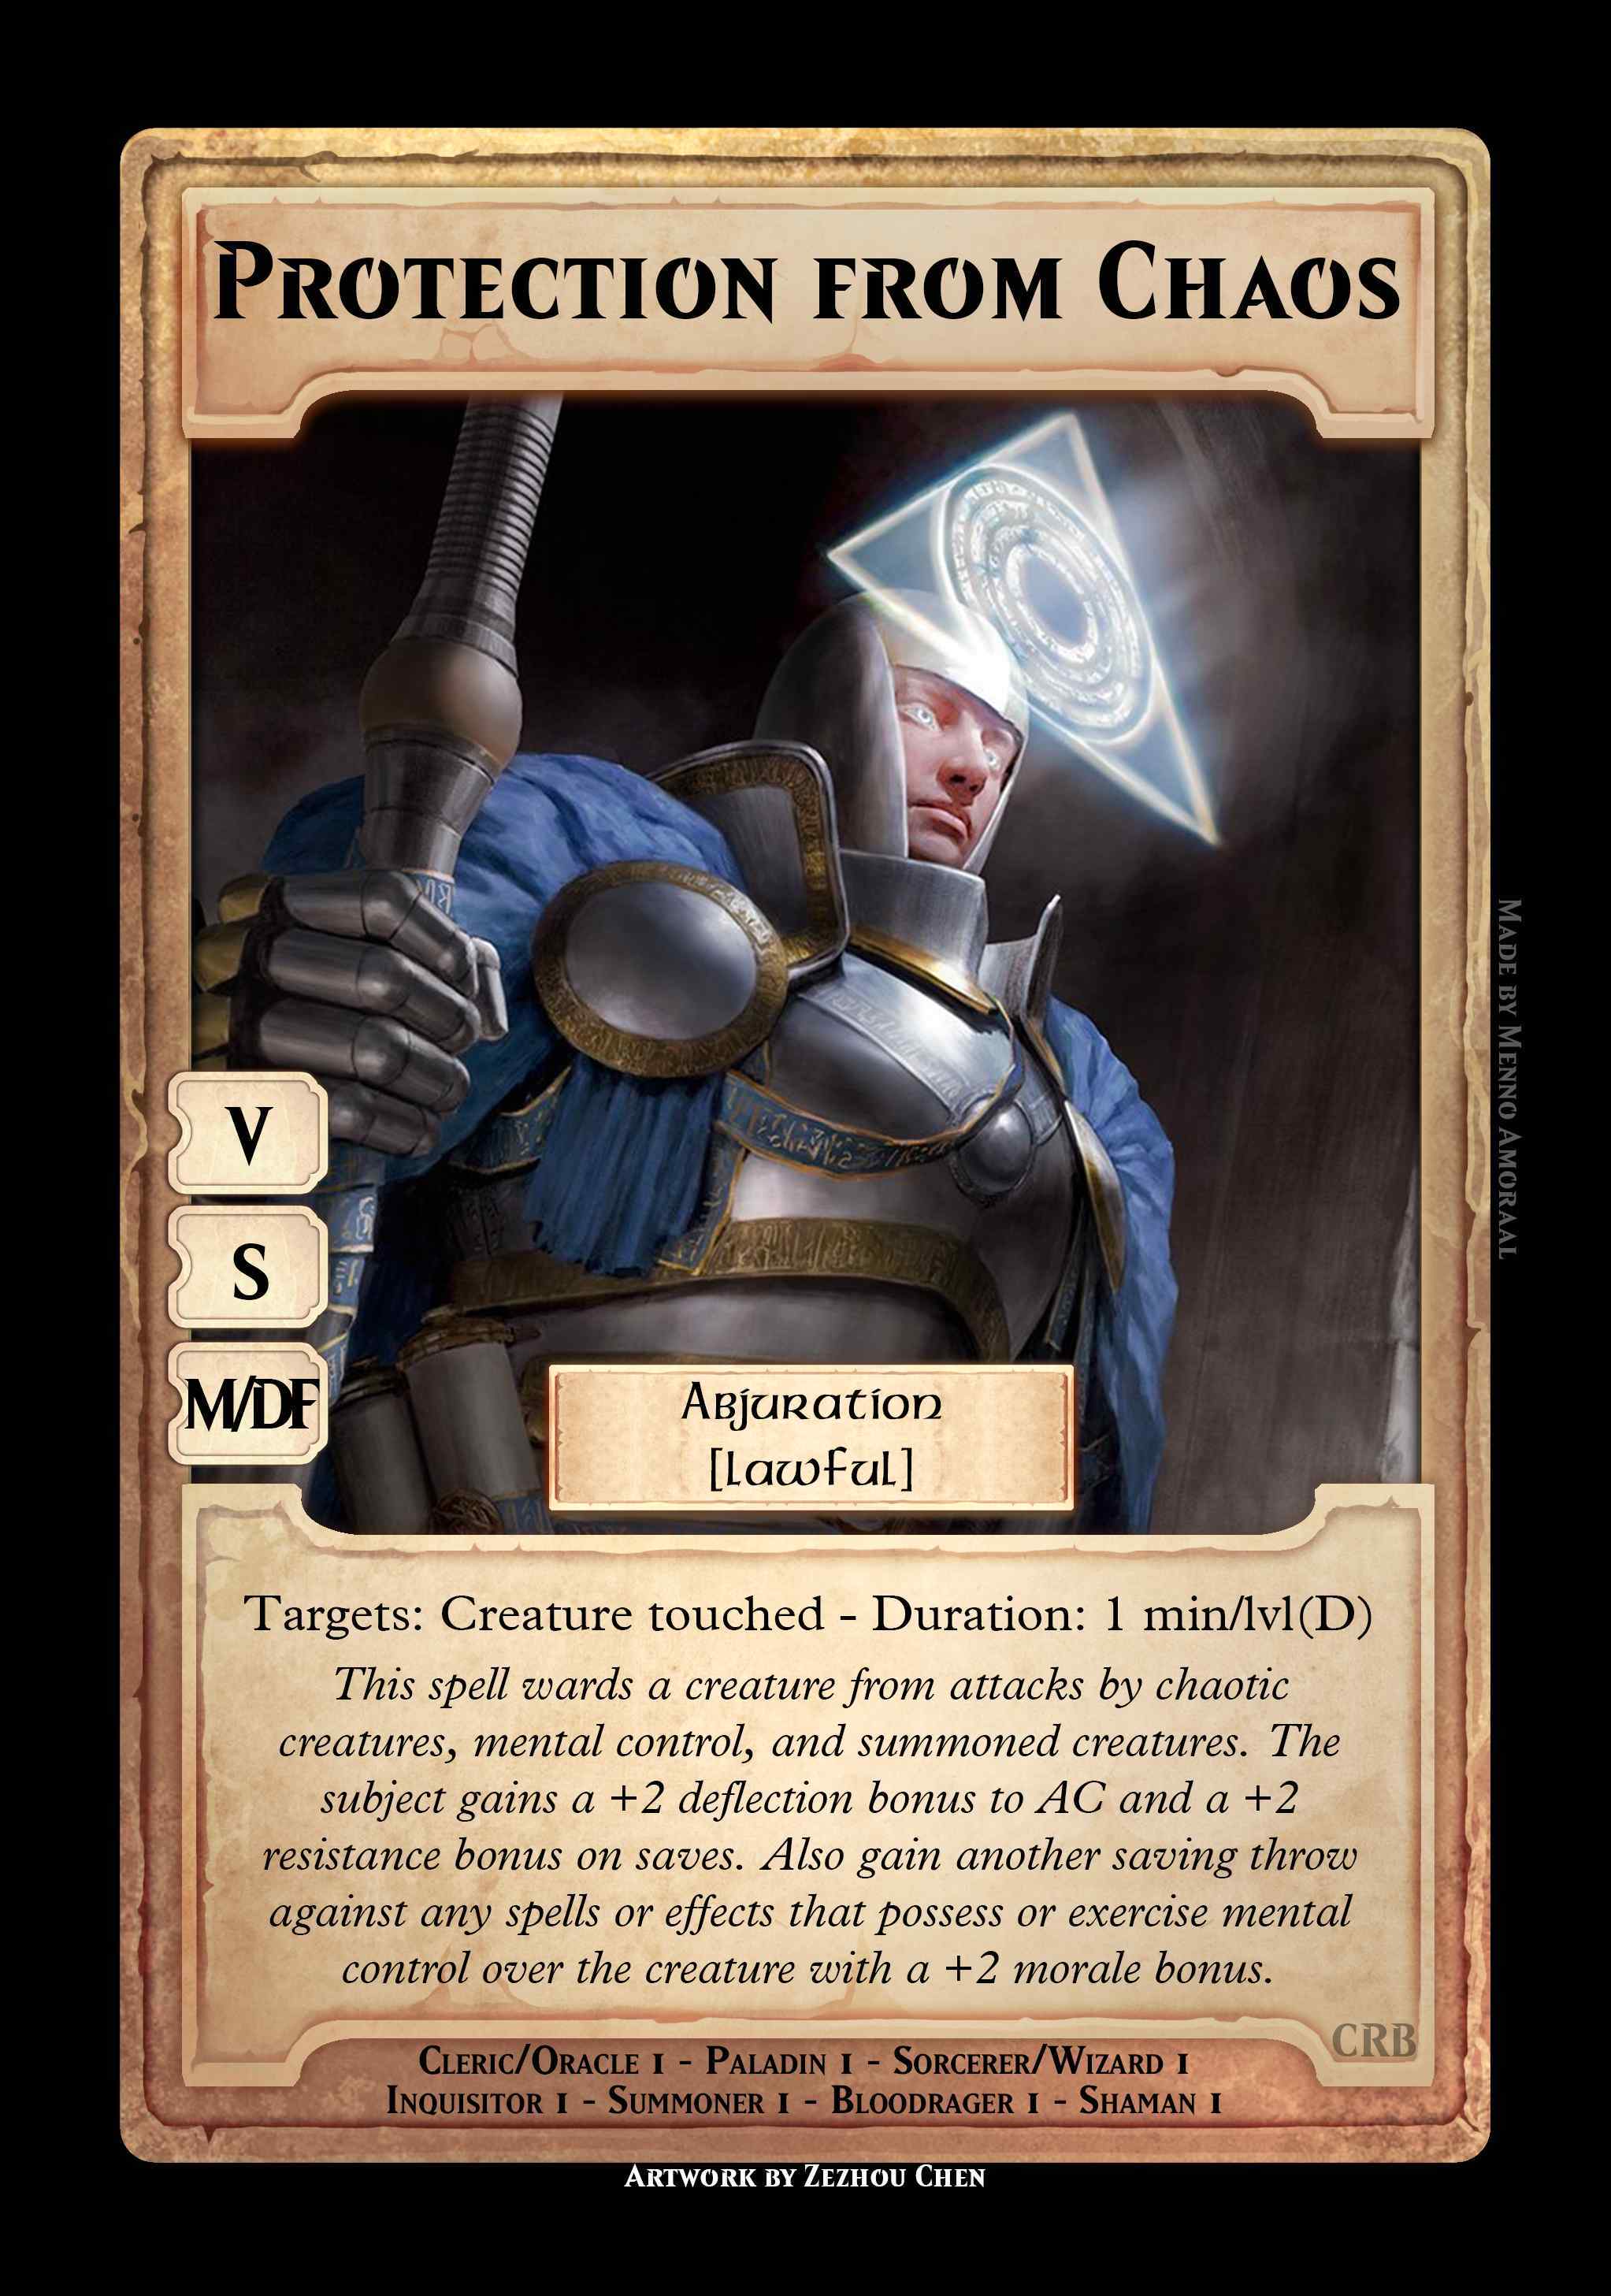 Protection from Chaos
V
S
M/DF
Abjuration
[Lawful]
Targets: Creature touched - Duration: 1 min/lvl(D)
This spell wards a creature from attacks by chaotic
creatures, mental control, and summoned creatures. The
subject gains a +2 deflection bonus to AC and a +2
resistance bonus on saves. Also gain another saving throw
against any spells or effects that possess or exercise mental
control over the creature with a +2 morale bonus.
CRB
Cleric/Oracle 1 - Paladin 1 - Sorcerer/Wizard 1
Inquisitor 1 - Summoner 1 - Bloodrager 1 - Shaman 1
Artwork by Zezhou Chen
Made by Menno Amoraal